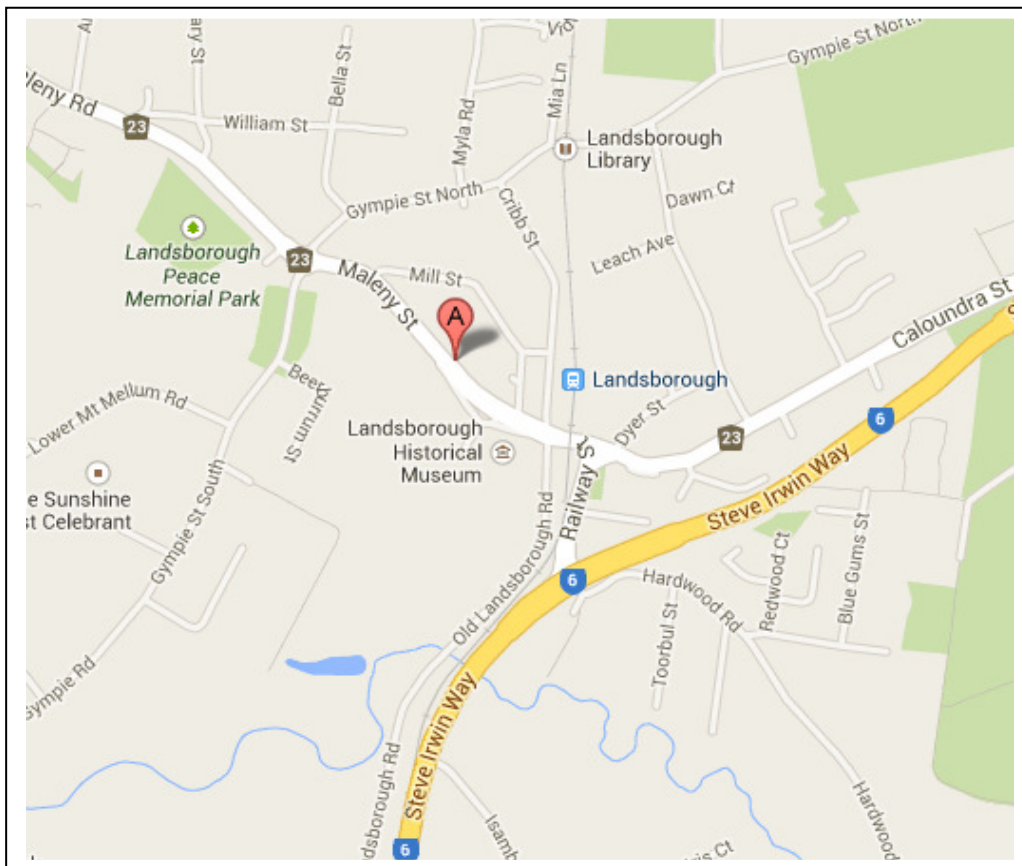 Gympie St North
Maleny Rd
23
Bella St
William St
Myla Rd
Mia Ln
Landsborough
Library
Gympie St North
Cribb St
Dawn Ct
Landsborough
Peace
Memorial Park
23
Maleny St
Mill St
Leach Ave
A
Caloundra St
Landsborough
Lower Mt Mellum Rd
Beerburrum St
Landsborough
Historical
Museum
Dyer St
23
6
Railway St
Steve Irwin Way
Sunshine
Celebrant
Gympie St South
Old Landsborough Rd
6
Hardwood Rd
Redwood Ct
Blue Gums St
Toorbul St
Gympie Rd
Steve Irwin Way
Hardwood
6